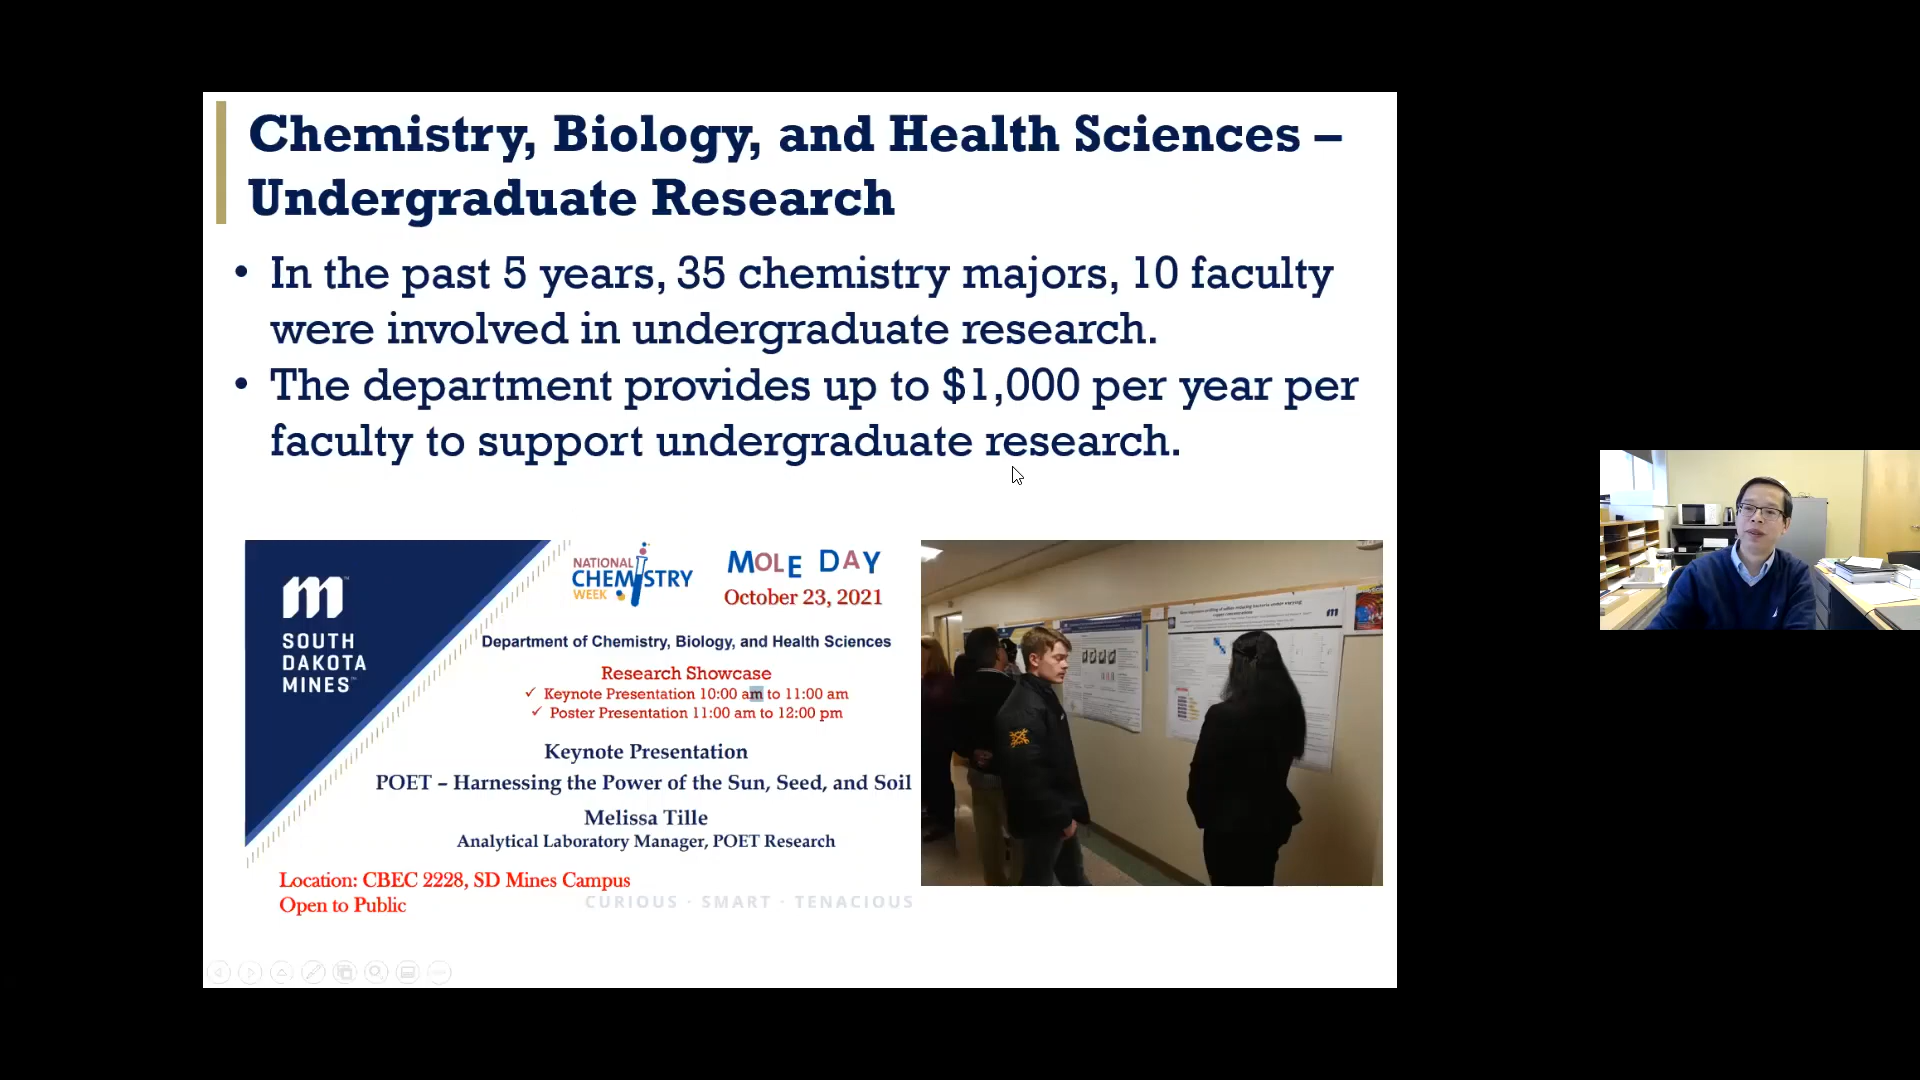 Chemistry, Biology, and Health Sciences –
Undergraduate Research
• In the past 5 years, 35 chemistry majors, 10 faculty
were involved in undergraduate research.
• The department provides up to $1,000 per year per
faculty to support undergraduate research.
NATIONAL
CHEMISTRY
WEEK
MOLE DAY
October 23, 2021
m
SOUTH
DAKOTA
MINES
Department of Chemistry, Biology, and Health Sciences
Research Showcase
✓ Keynote Presentation 10:00 am to 11:00 am
✓ Poster Presentation 11:00 am to 12:00 pm
Keynote Presentation
POET – Harnessing the Power of the Sun, Seed, and Soil
Melissa Tille
Analytical Laboratory Manager, POET Research
Location: CBEC 2228, SD Mines Campus
Open to Public
CURIOUS · SMART · TENACIOUS